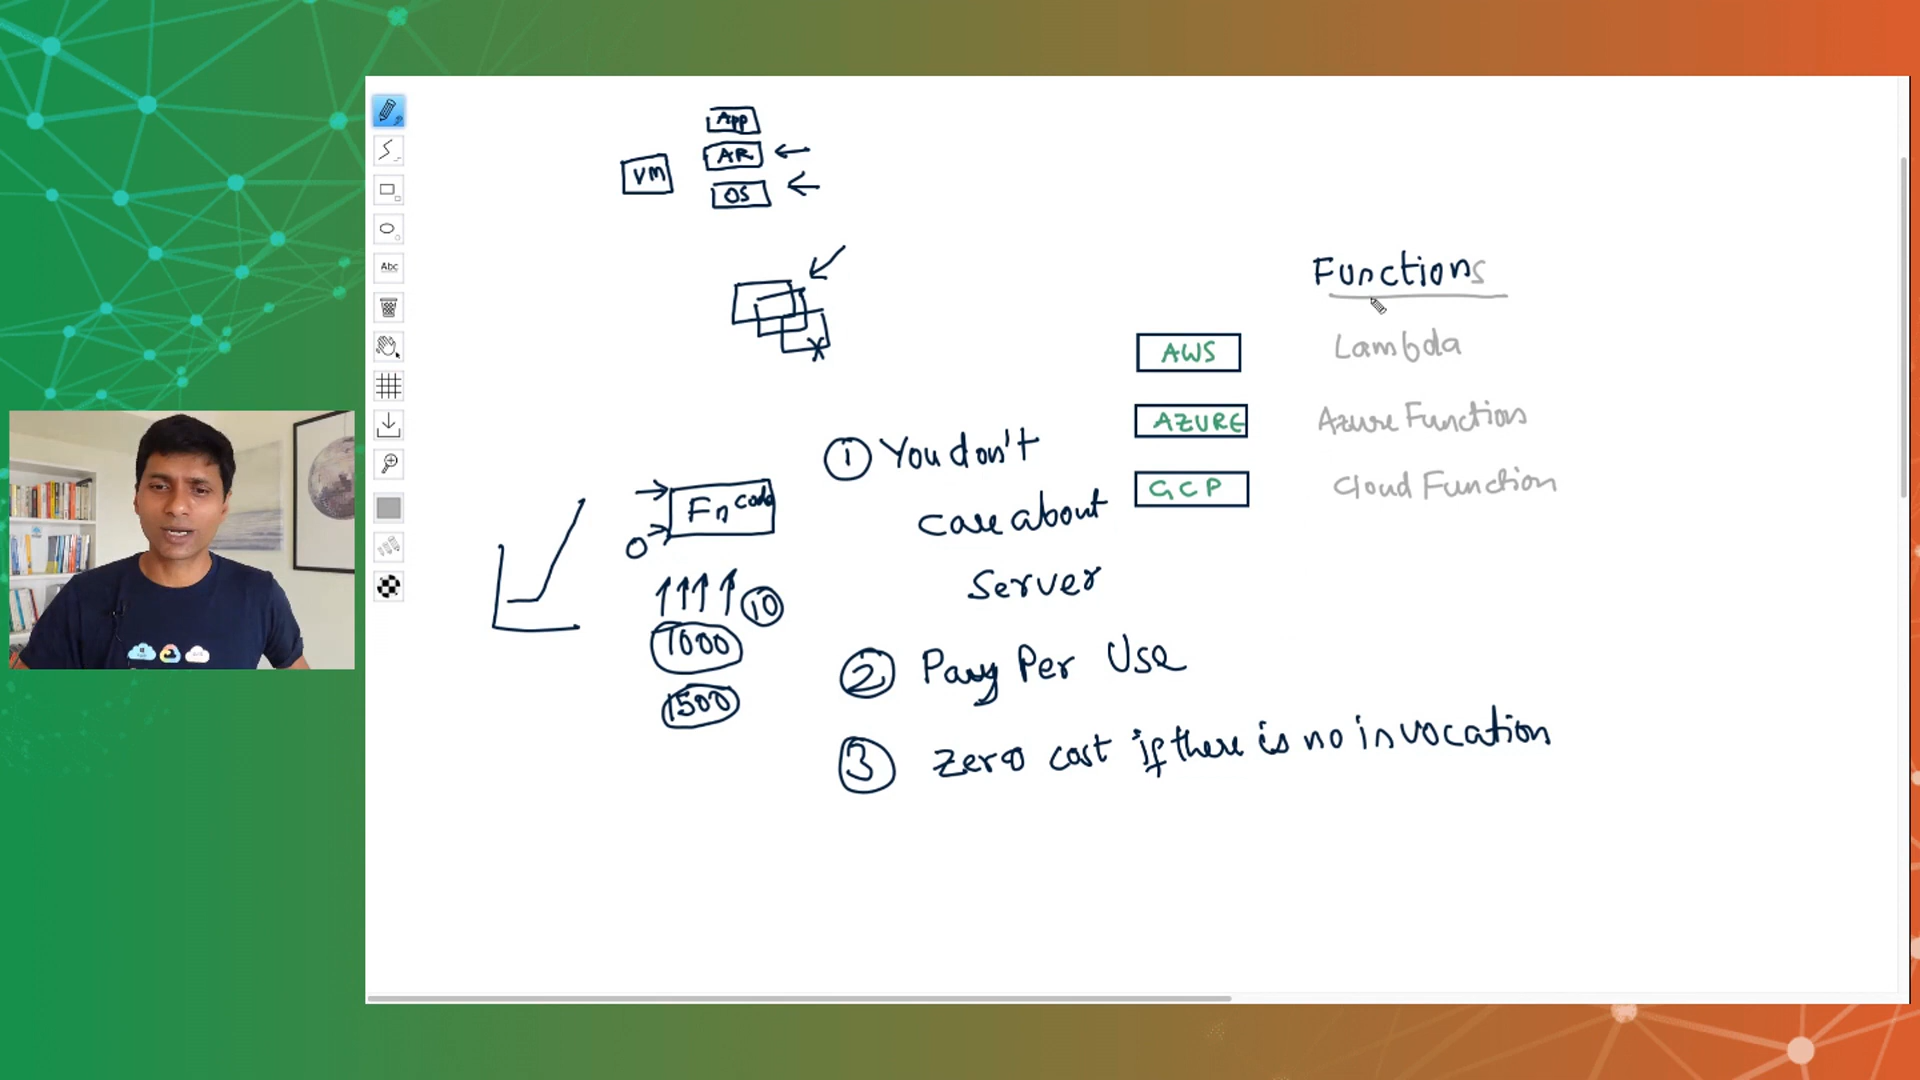 App
AR
VM
OS
Functions
AWS
Lambda
AZURE
Azure Functions
GCP
Cloud Function
Abc
1 You don't
care about
Server
Fn code
10
1000
1500
2 Pay Per Use
3 Zero cost if there is no invocation